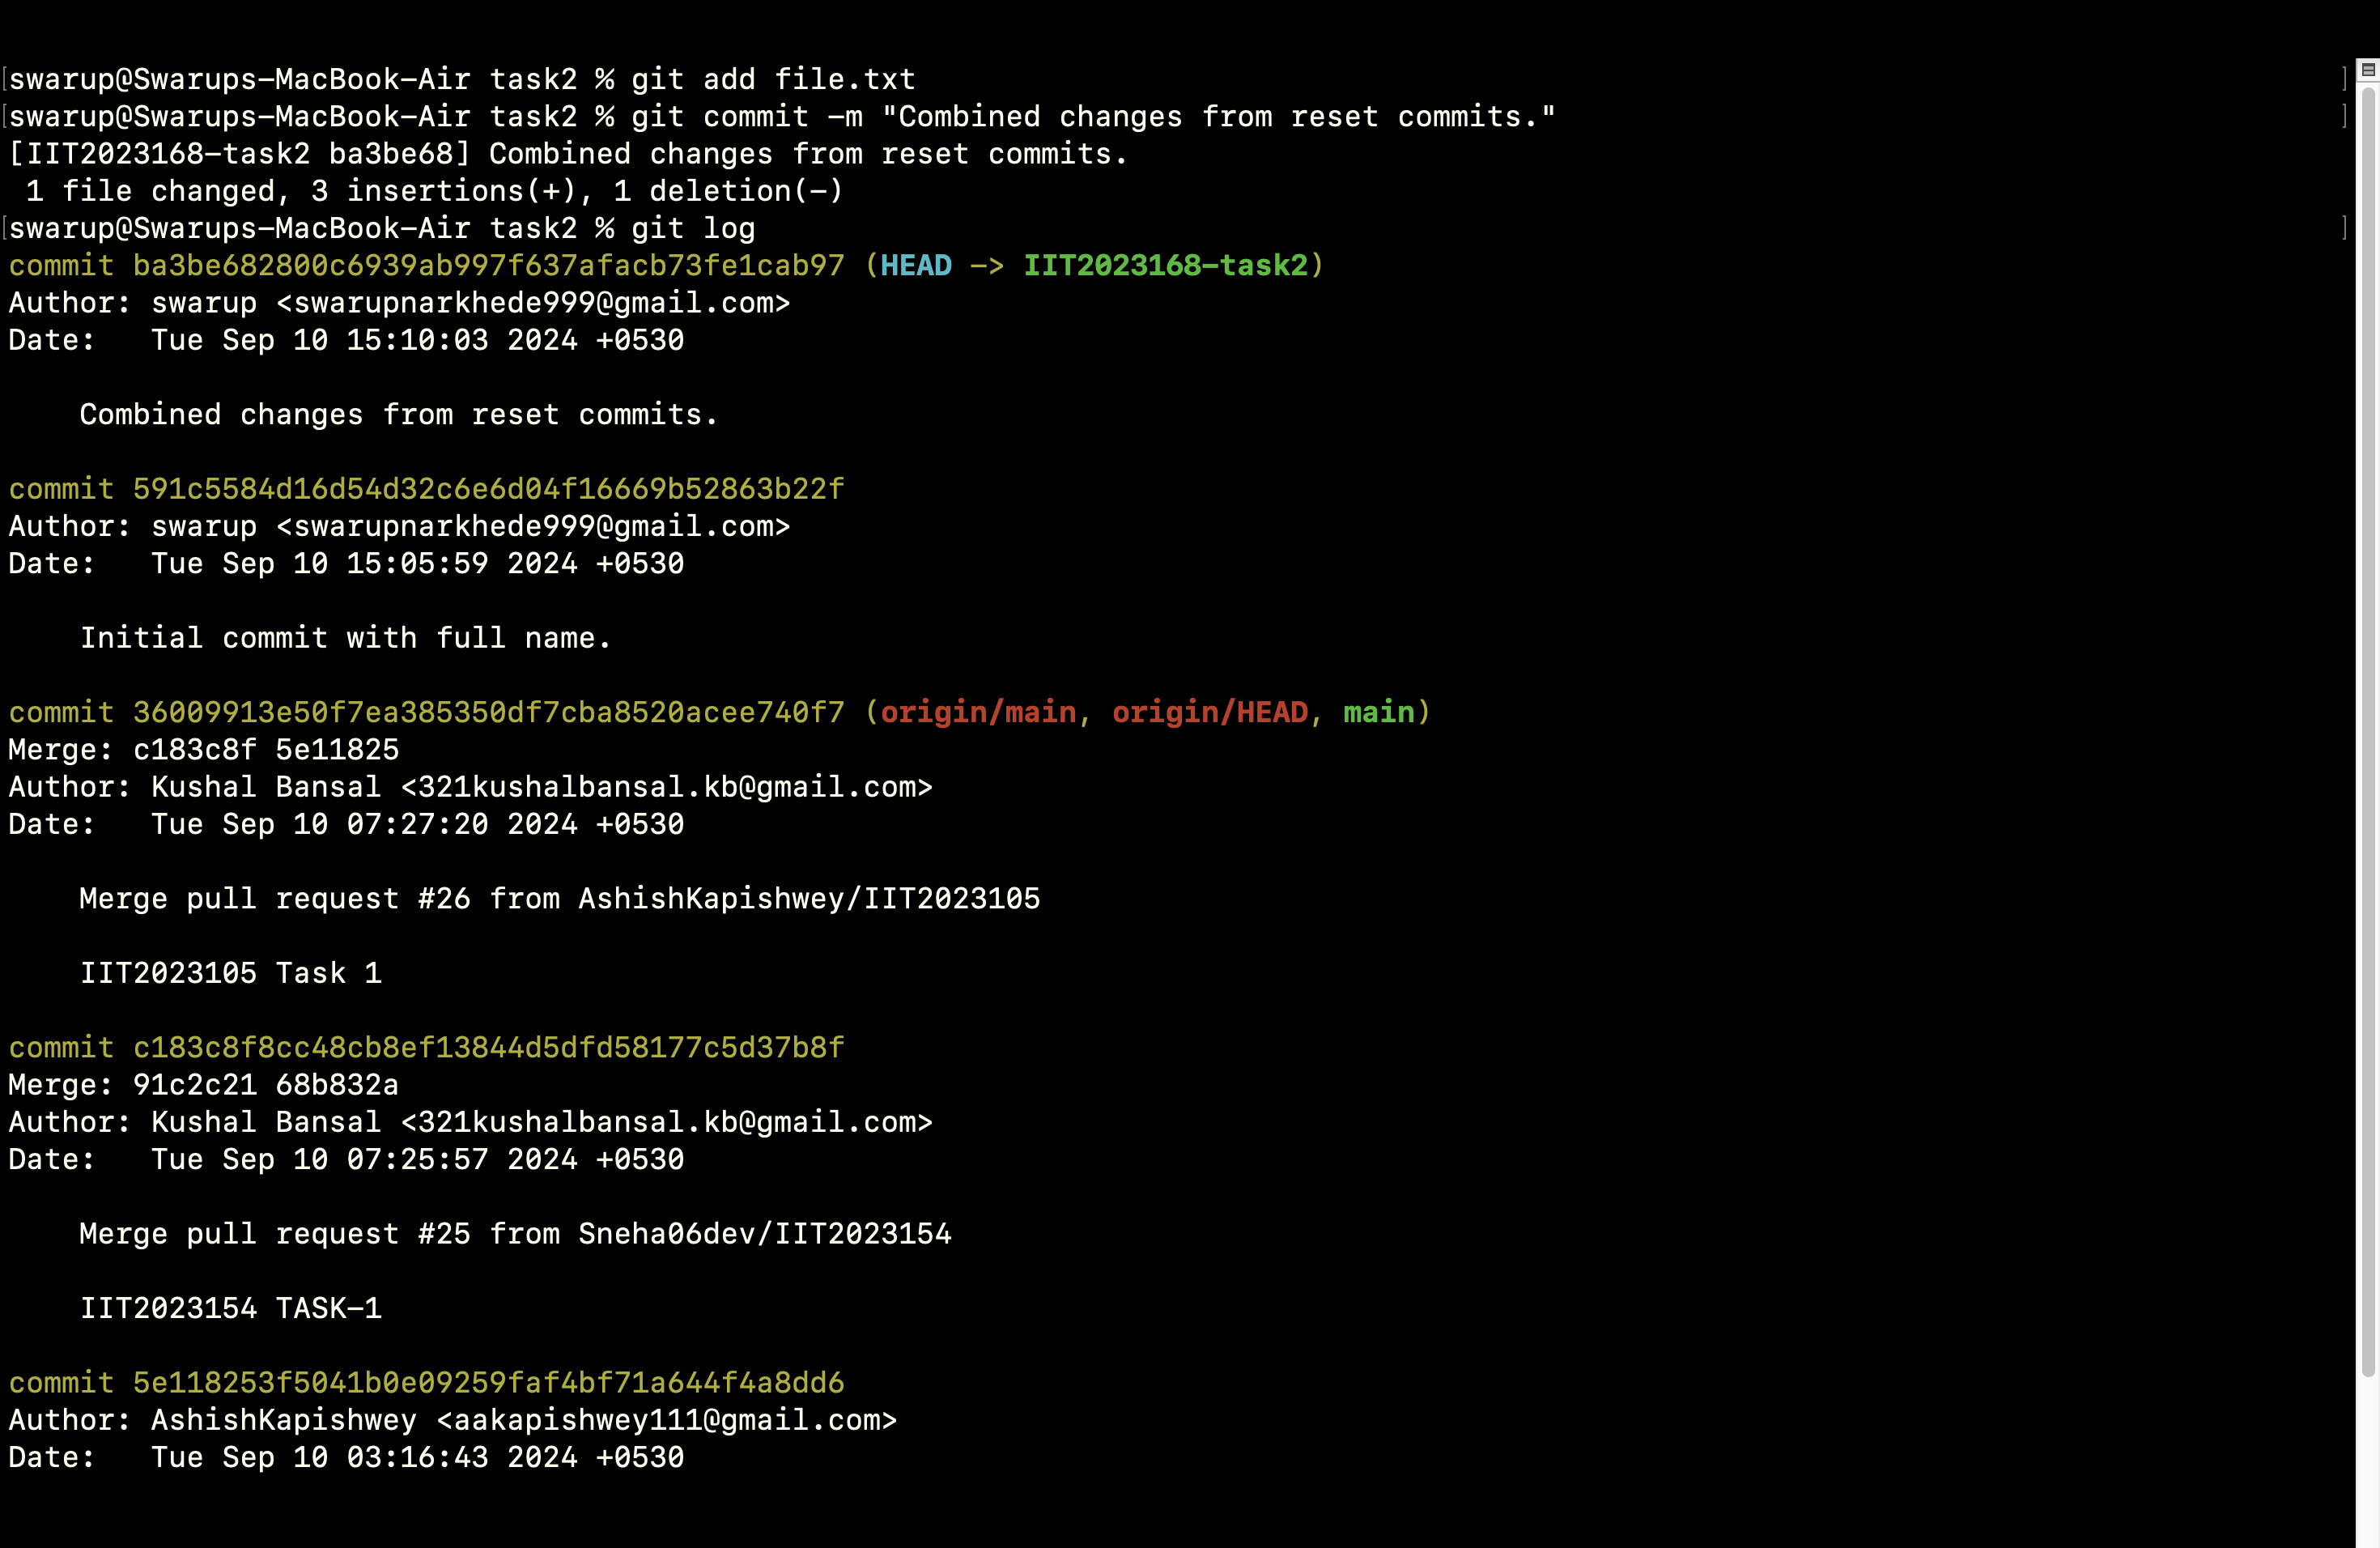 swarup@Swarups-MacBook-Air task2 % git add file.txt
swarup@Swarups-MacBook-Air task2 % git commit -m "Combined changes from reset commits."
[IIT2023168-task2 ba3be68] Combined changes from reset commits.
 1 file changed, 3 insertions(+), 1 deletion(-)
swarup@Swarups-MacBook-Air task2 % git log
commit ba3be682800c6939ab997f637afacb73fe1cab97 (HEAD -> IIT2023168-task2)
Author: swarup <swarupnarkhede999@gmail.com>
Date:   Tue Sep 10 15:10:03 2024 +0530

    Combined changes from reset commits.

commit 591c5584d16d54d32c6e6d04f16669b52863b22f
Author: swarup <swarupnarkhede999@gmail.com>
Date:   Tue Sep 10 15:05:59 2024 +0530

    Initial commit with full name.

commit 36009913e50f7ea385350df7cba8520acee740f7 (origin/main, origin/HEAD, main)
Merge: c183c8f 5e11825
Author: Kushal Bansal <321kushalbansal.kb@gmail.com>
Date:   Tue Sep 10 07:27:20 2024 +0530

    Merge pull request #26 from AshishKapishwey/IIT2023105

    IIT2023105 Task 1

commit c183c8f8cc48cb8ef13844d5dfd58177c5d37b8f
Merge: 91c2c21 68b832a
Author: Kushal Bansal <321kushalbansal.kb@gmail.com>
Date:   Tue Sep 10 07:25:57 2024 +0530

    Merge pull request #25 from Sneha06dev/IIT2023154

    IIT2023154 TASK-1

commit 5e118253f5041b0e09259faf4bf71a644f4a8dd6
Author: AshishKapishwey <aakapishwey111@gmail.com>
Date:   Tue Sep 10 03:16:43 2024 +0530